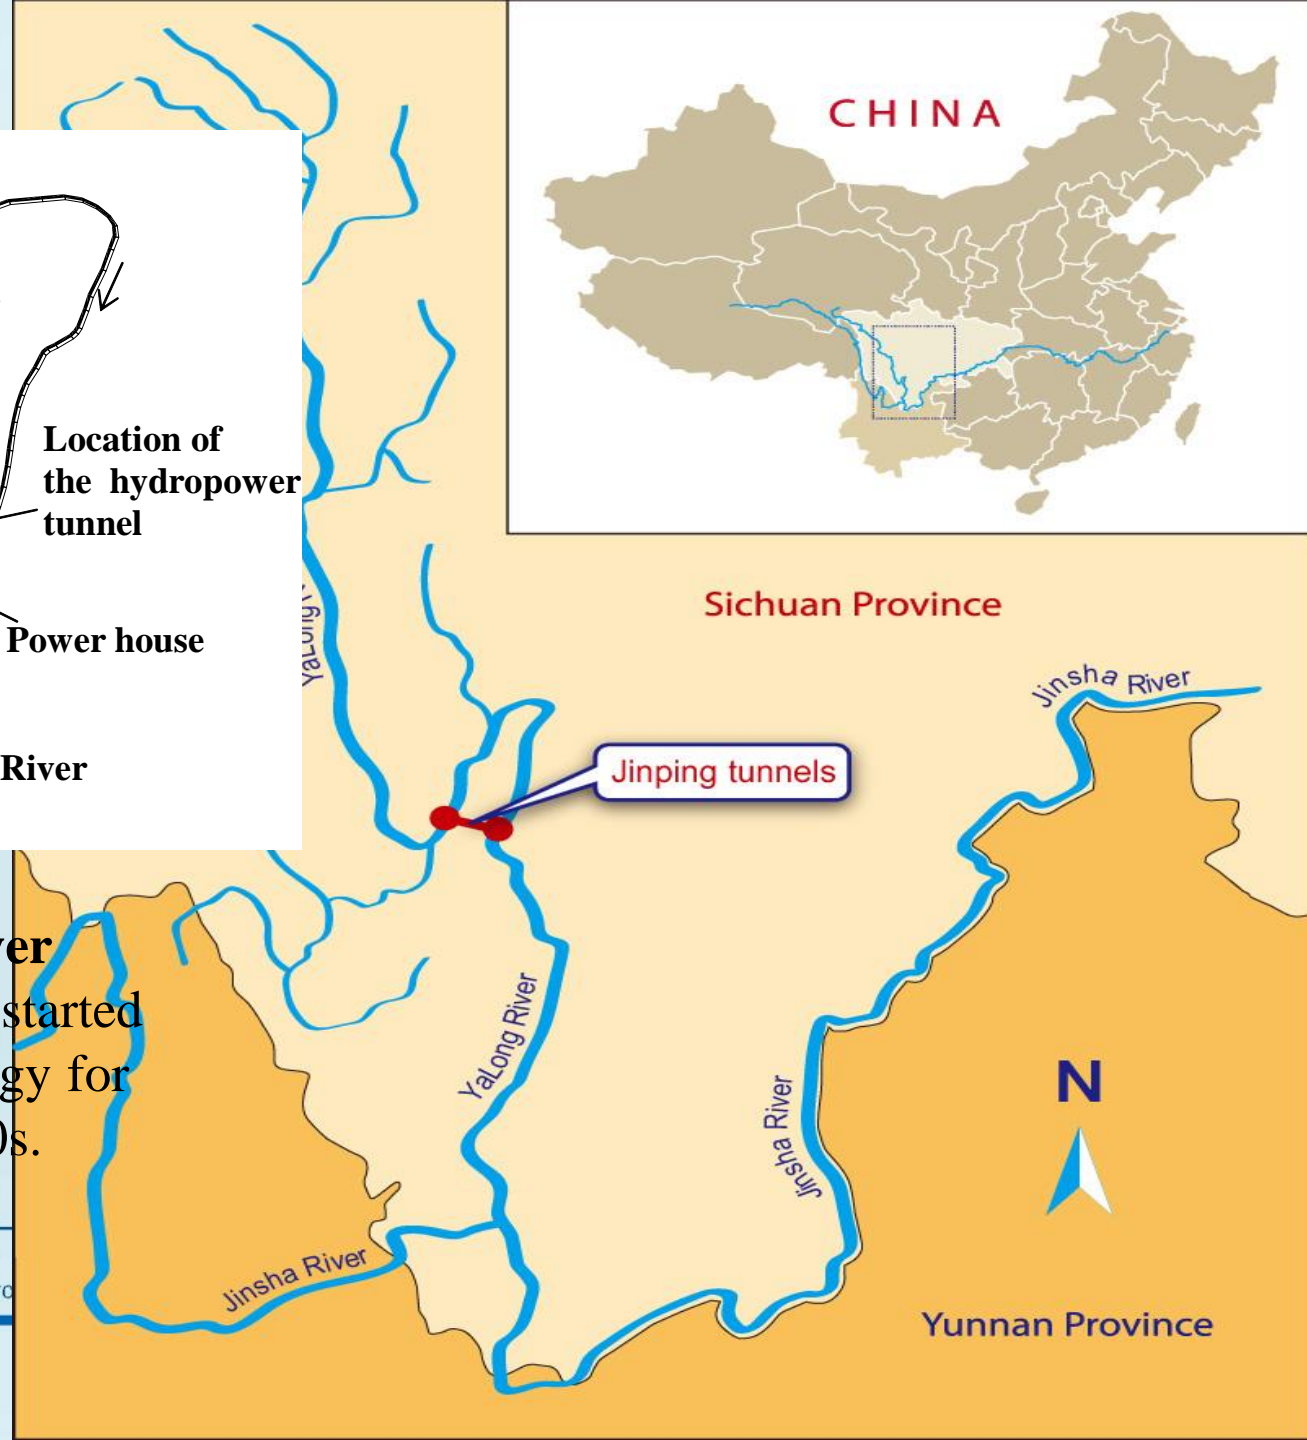 CHINA
Location of
the hydropower
tunnel
Power house
River
Sichuan Province
Jinsha River
Jinping tunnels
started
for
YaLong River
Jinsha River
N
Jinsha River
Yunnan Province